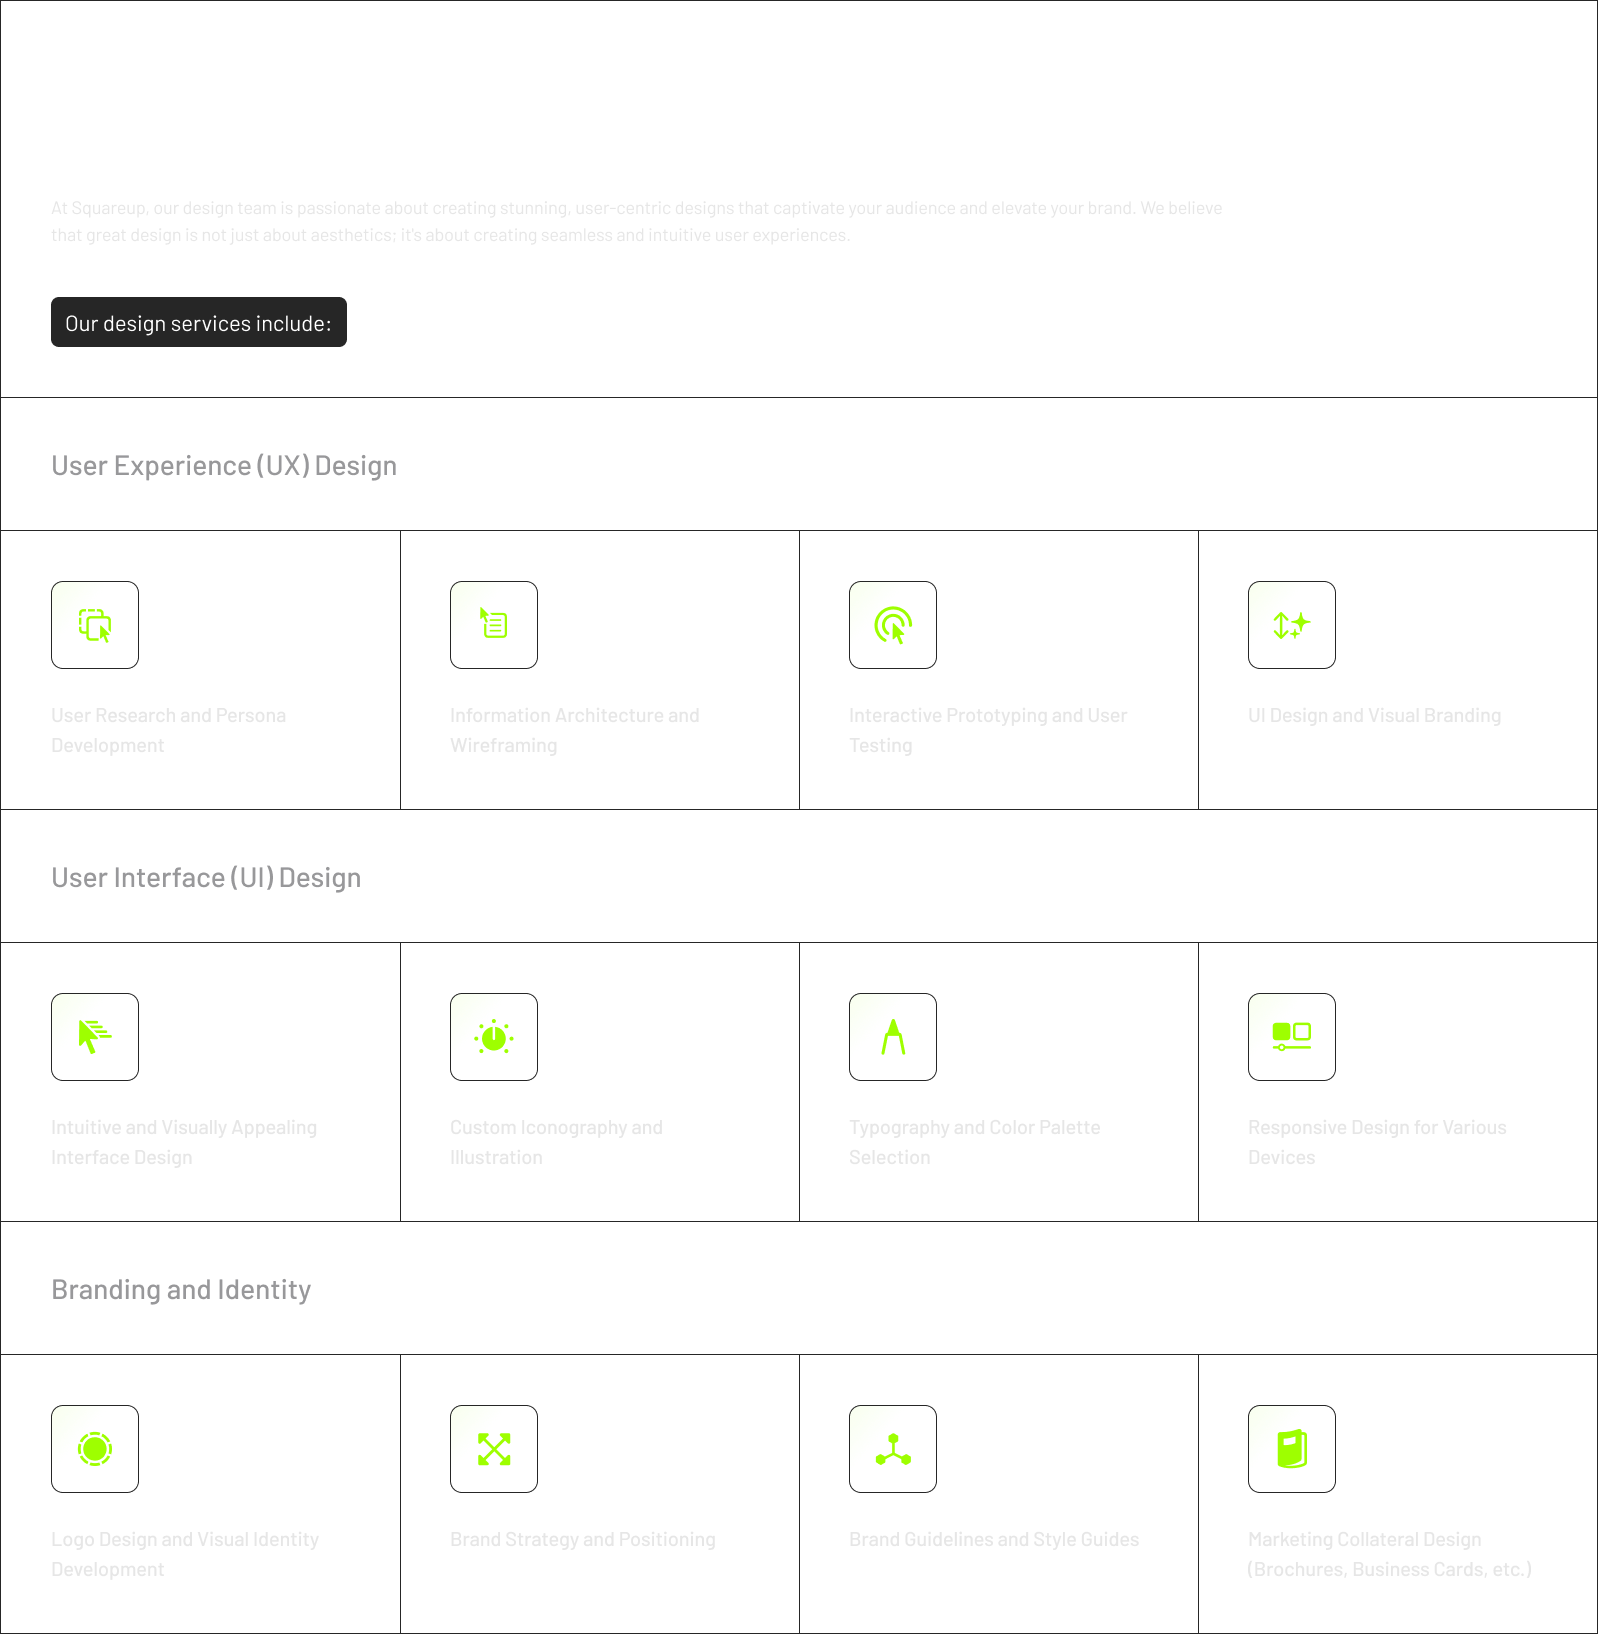 At Squareup, our design team is passionate about creating stunning, user-centric designs that captivate your audience and elevate your brand. We believe
that great design is not just about aesthetics; it's about creating seamless and intuitive user experiences.
Our design services include:
User Experience (UX) Design
User Research and Persona
Development
Information Architecture and
Wireframing
Interactive Prototyping and User
Testing
UI Design and Visual Branding
User Interface (UI) Design
Intuitive and Visually Appealing
Interface Design
Custom Iconography and
Illustration
Typography and Color Palette
Selection
Responsive Design for Various
Devices
Branding and Identity
Logo Design and Visual Identity
Development
Brand Strategy and Positioning
Brand Guidelines and Style Guides
Marketing Collateral Design
(Brochures, Business Cards, etc.)